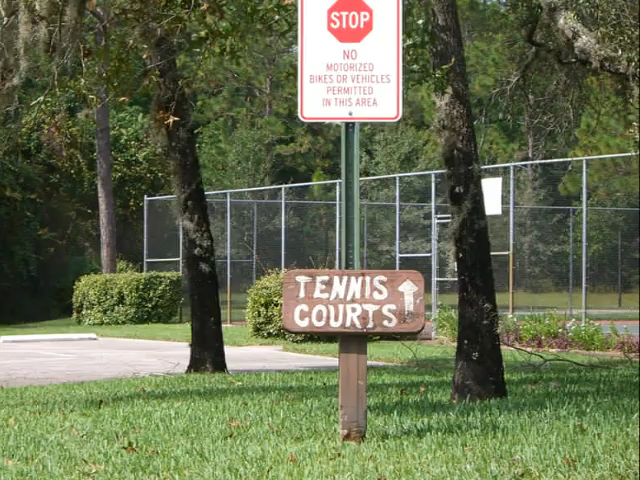 STOP
NO
MOTORIZED
BIKES OR VEHICLES
PERMITTED
IN THIS AREA
TENNIS
COURTS